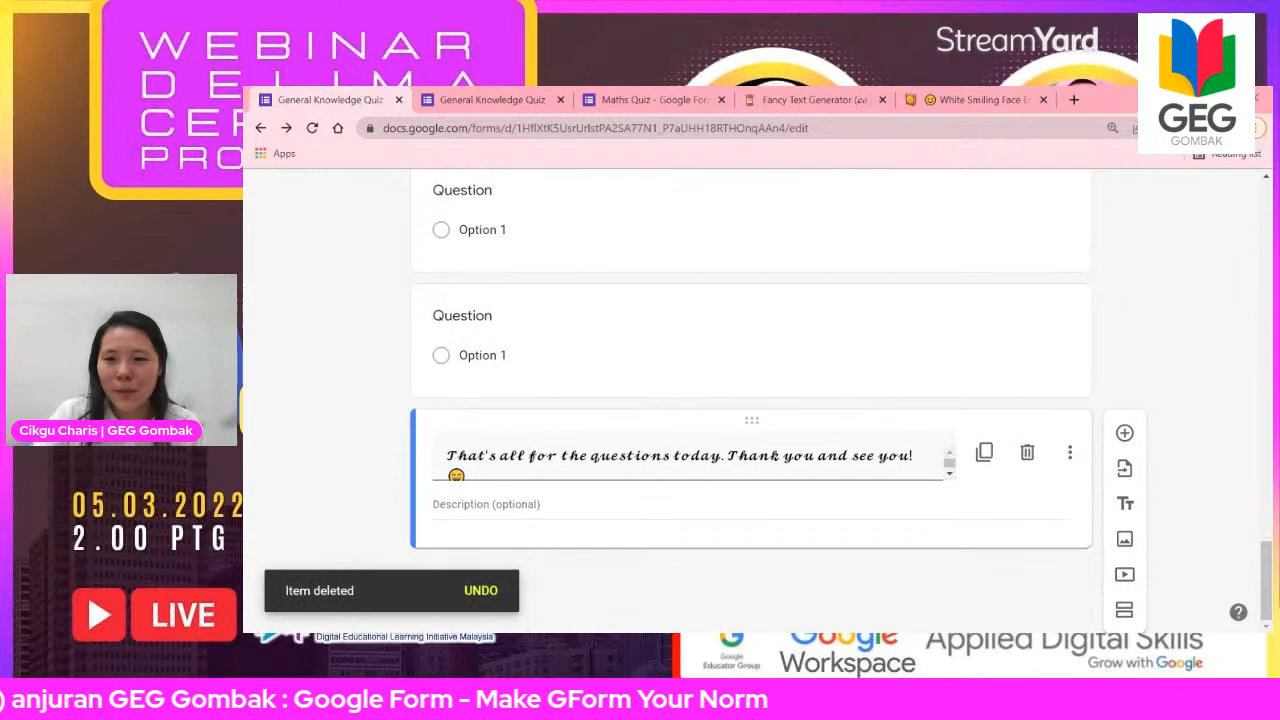 WEBINAR
DELIMA
StreamYard
GEG
GOMBAK
General Knowledge Quiz
General Knowledge Quiz
Maths Quiz - Google For
Fancy Text Generator
White Smiling Face
docs.google.com/forms/d/1HflXtK5UsrUrIstPA2SA77N1_P7aUHH18RTHOnqAAn4/edit
Apps
Reading list
Question
Option 1
Question
Option 1
That's all for the questions today. Thank you and see you!
😄
Description (optional)
Item deleted
UNDO
Cikgu Charis | GEG Gombak
05.03.2022
2.00 PTG
LIVE
Digital Educational Learning Initiative Malaysia
Google
Educator Group
Google
Workspace
Applied Digital Skills
Grow with Google
) anjuran GEG Gombak : Google Form - Make GForm Your Norm